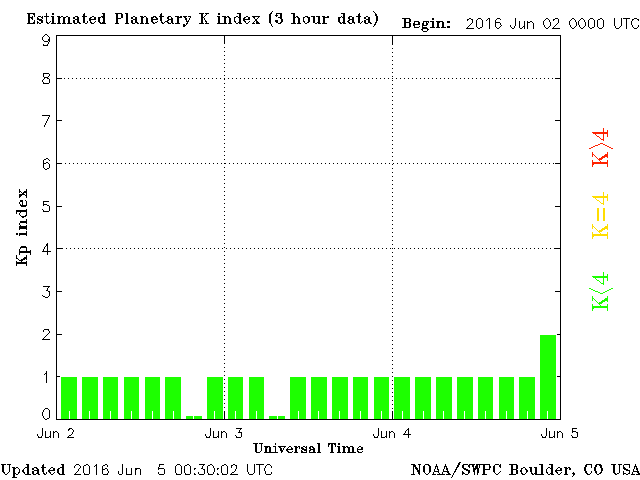 Estimated Planetary K index (3 hour data) Begin: 2016 Jun 02 0000 UTC
9
8
7
6
5
4
3
2
1
0
Kp index
K>4
K=4
K<4
Jun 2 Jun 3 Jun 4 Jun 5
Universal Time
Updated 2016 Jun 5 00:30:02 UTC NOAA/SWPC Boulder, CO USA